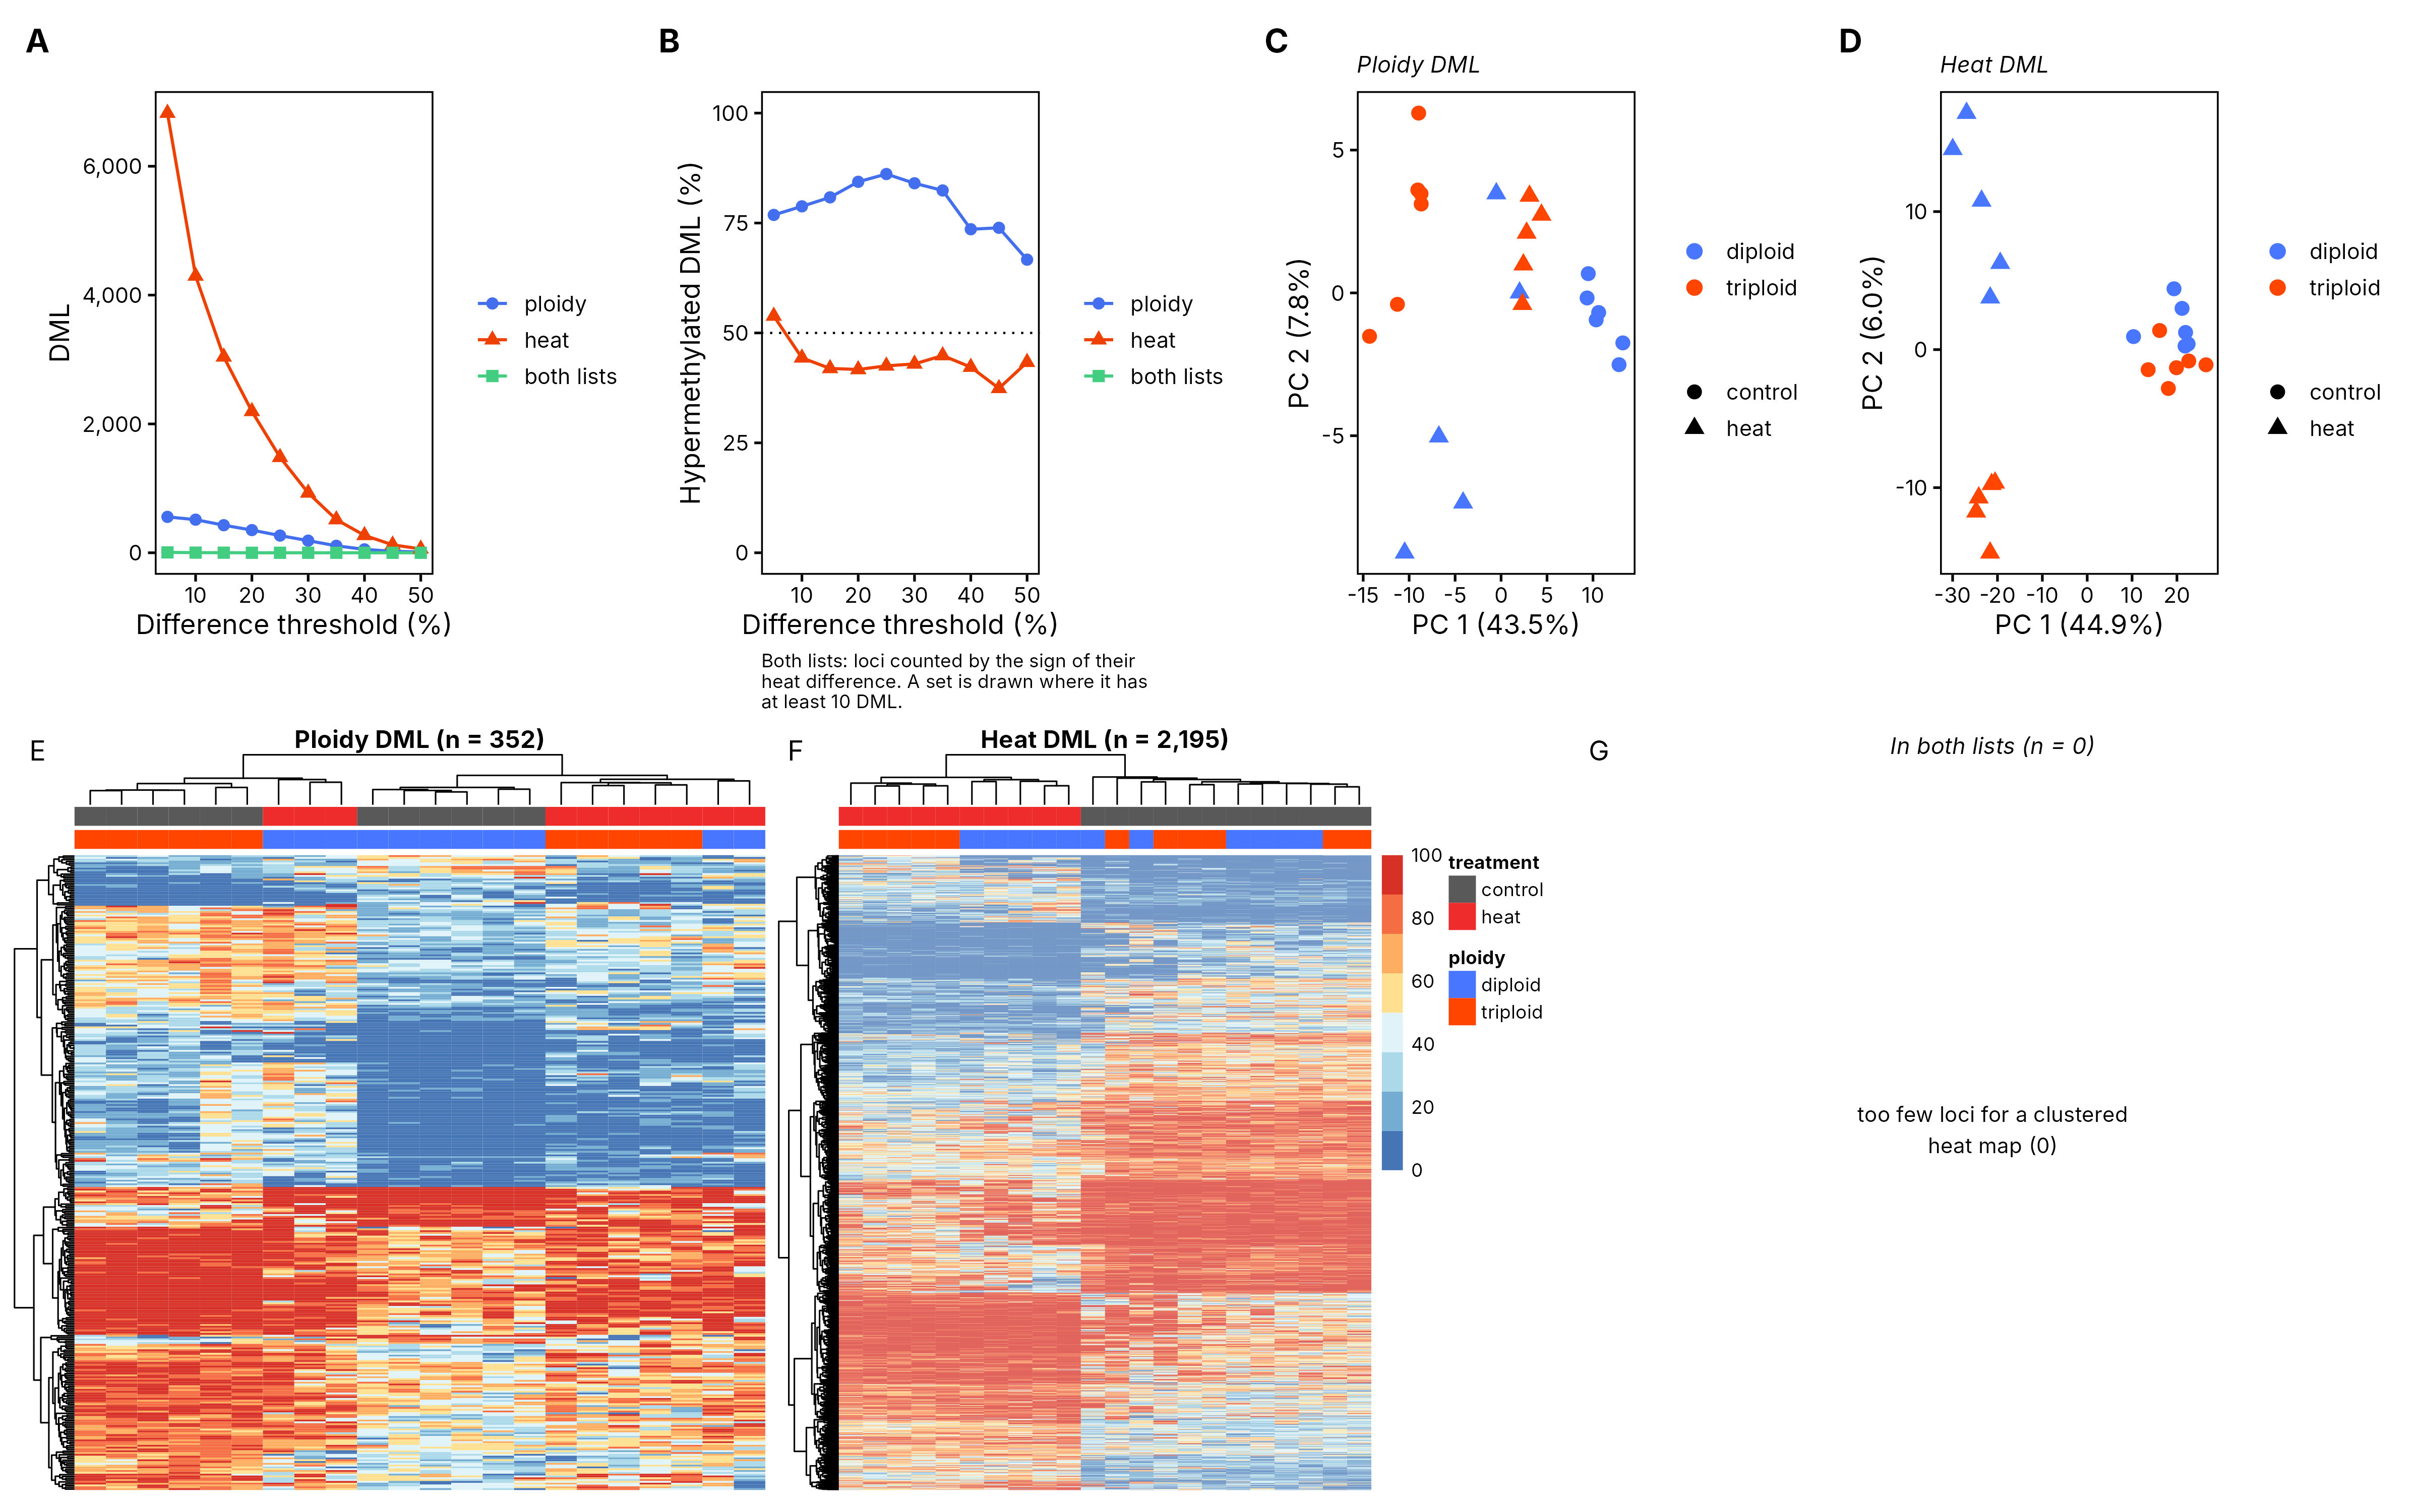 A
6,000
4,000
2,000
0
DML
10 20 30 40 50
Difference threshold (%)
ploidy
heat
both lists
B
100
75
50
25
0
Hypermethylated DML (%)
10 20 30 40 50
Difference threshold (%)
ploidy
heat
both lists
Both lists: loci counted by the sign of their
heat difference. A set is drawn where it has
at least 10 DML.
C
Ploidy DML
5
0
-5
PC 2 (7.8%)
-15 -10 -5 0 5 10
PC 1 (43.5%)
diploid
triploid
control
heat
D
Heat DML
10
0
-10
PC 2 (6.0%)
-30 -20 -10 0 10 20
PC 1 (44.9%)
diploid
triploid
control
heat
E
Ploidy DML (n = 352)
F
Heat DML (n = 2,195)
100
80
60
40
20
0
treatment
control
heat
ploidy
diploid
triploid
G
In both lists (n = 0)
too few loci for a clustered
heat map (0)